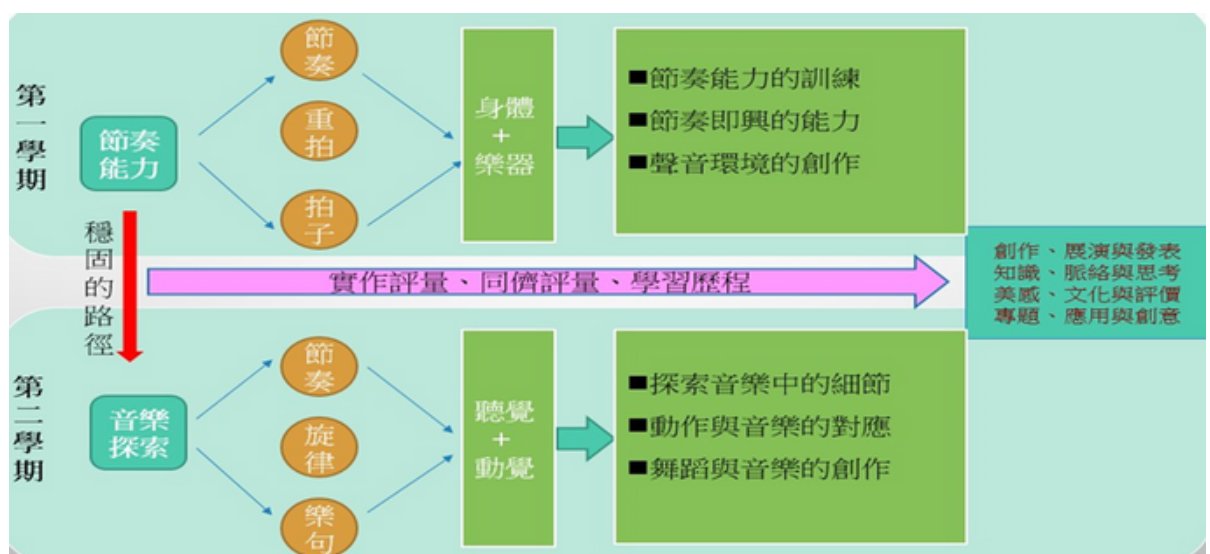 第一學期
節奏
能力
節奏
重拍
拍子
身體
+
樂器
■節奏能力的訓練
■節奏即興的能力
■聲音環境的創作
穩固的路徑
實作評量、同儕評量、學習歷程
創作、展演與發表
知識、脈絡與思考
美感、文化與評價
專題、應用與創意
第二學期
音樂
探索
節奏
旋律
樂句
聽覺
+
動覺
■探索音樂中的細節
■動作與音樂的對應
■舞蹈與音樂的創作